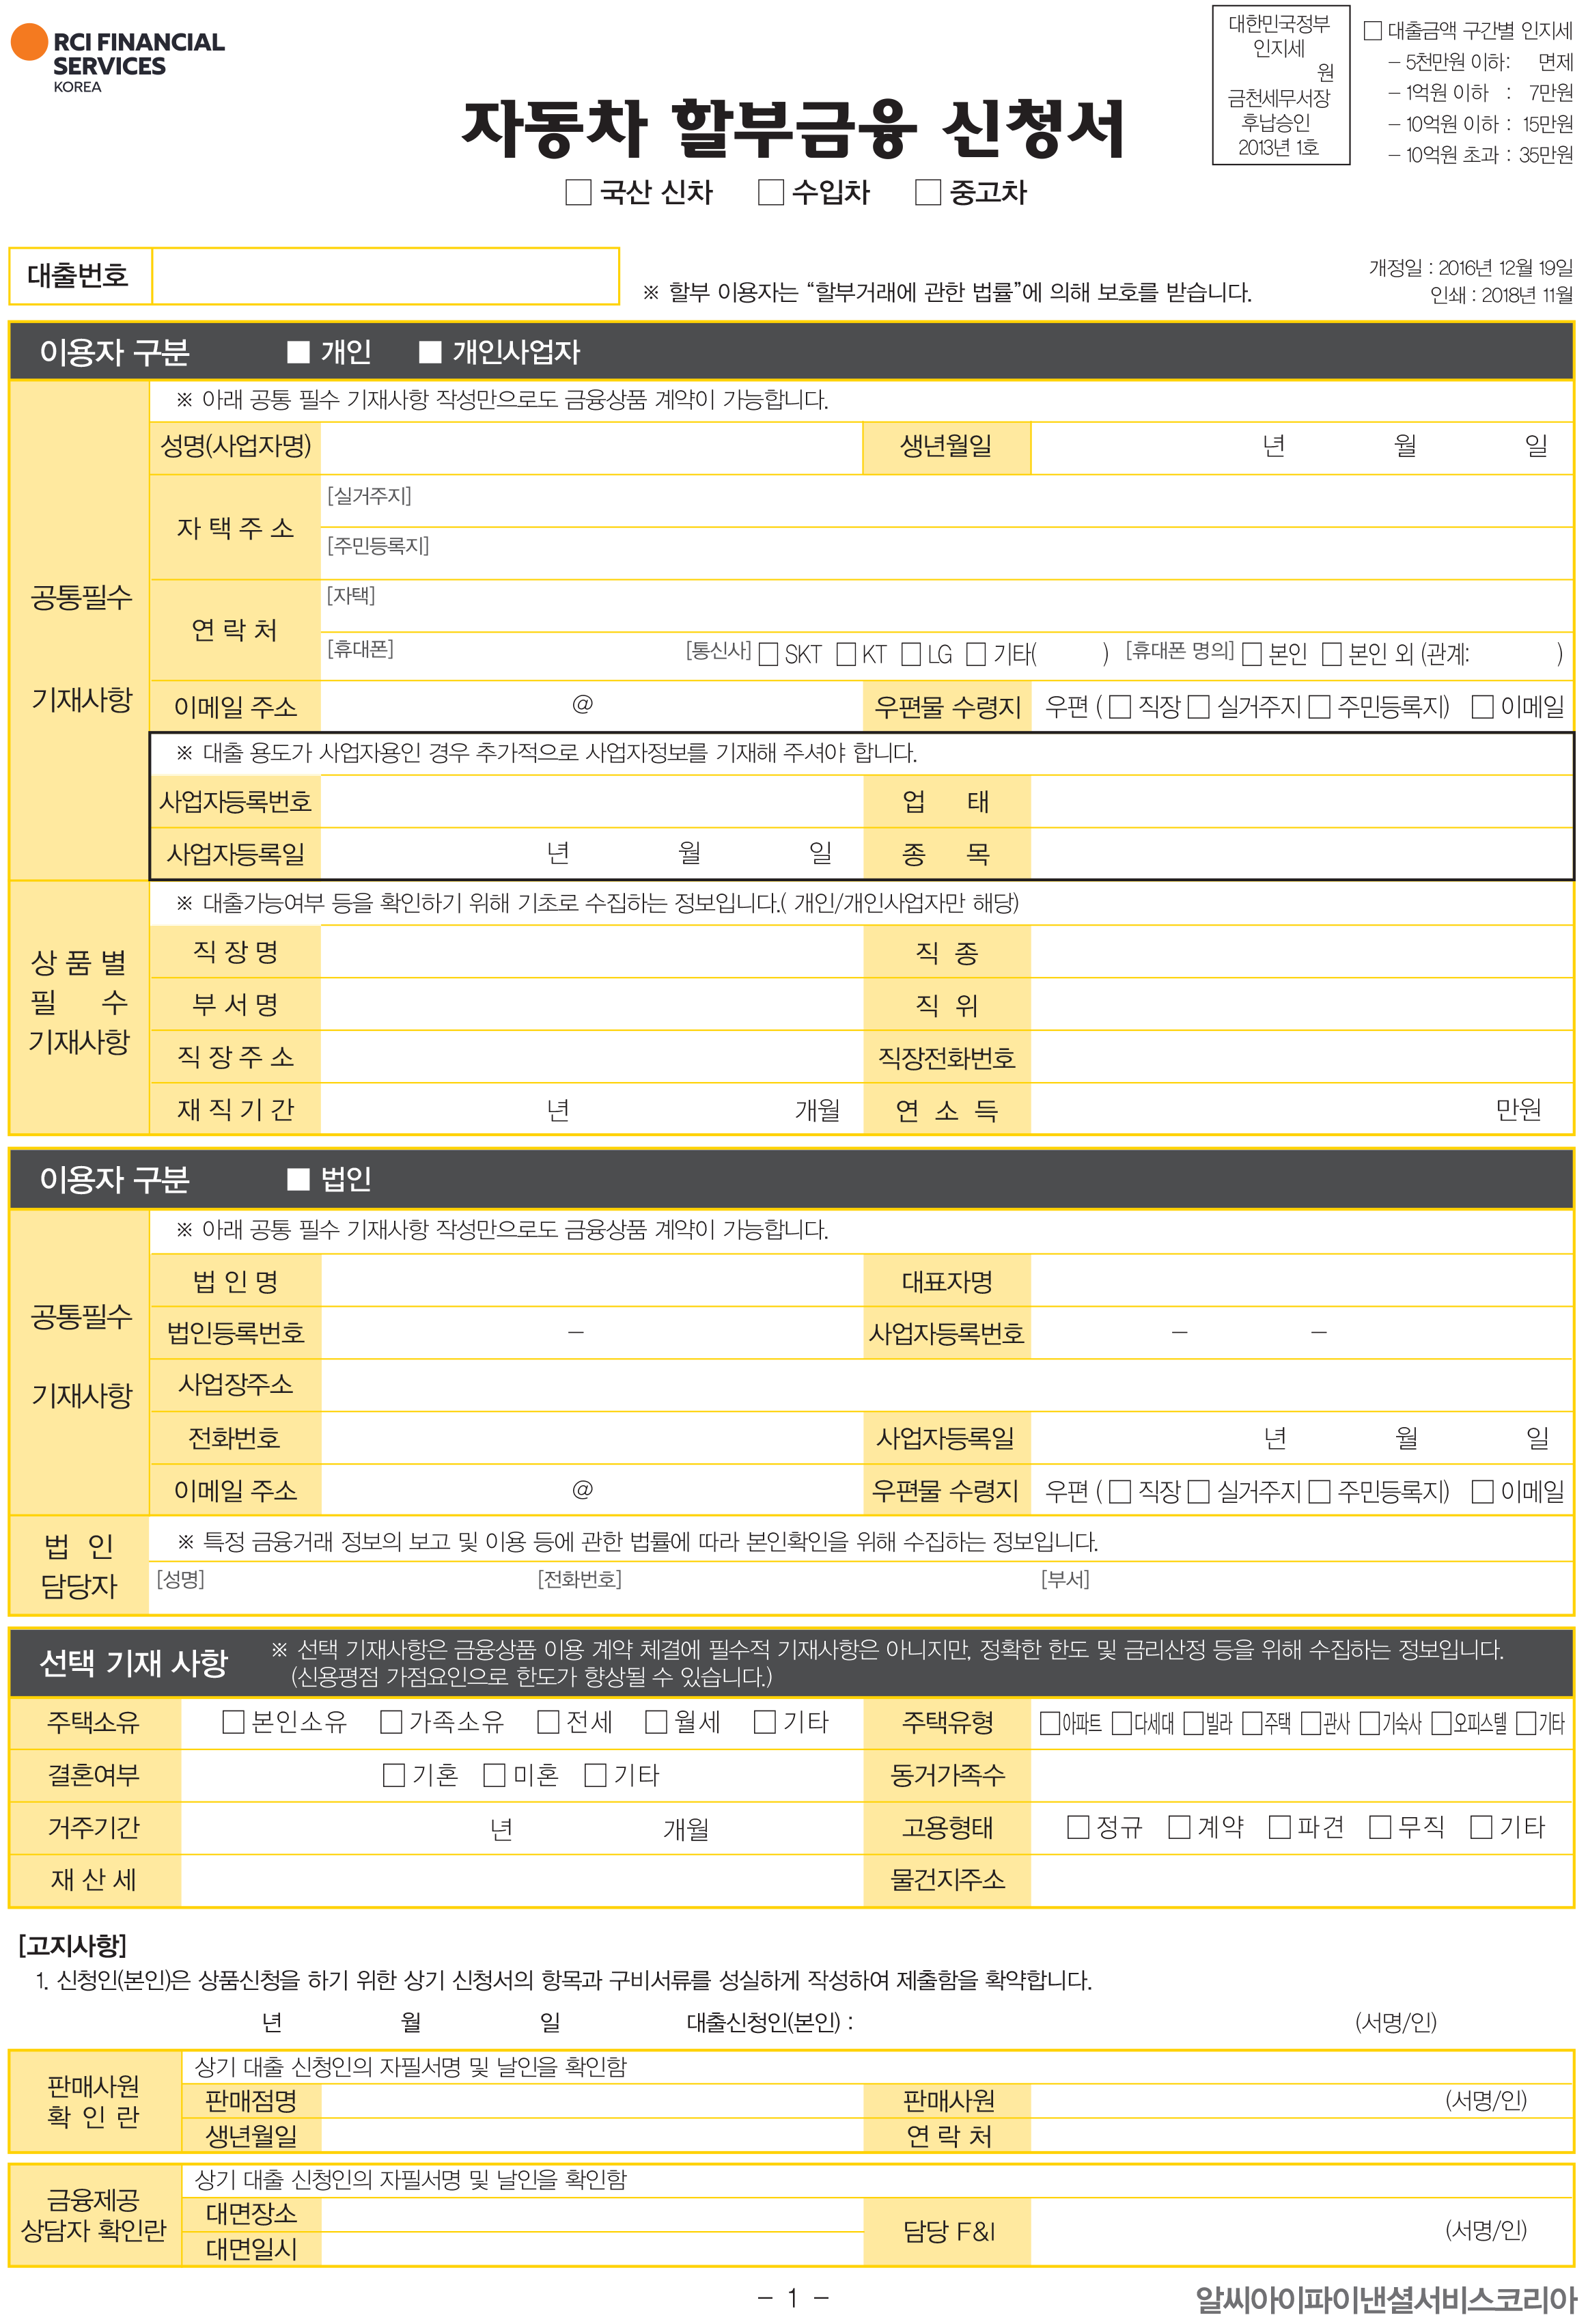 RCI FINANCIAL
SERVICES
KOREA
대한민국정부
인지세
원
금천세무서장
후납승인
2013년 1호
□ 대출금액 구간별 인지세
– 5천만원 이하: 면제
– 1억원 이하 : 7만원
– 10억원 이하 : 15만원
– 10억원 초과 : 35만원
자동차 할부금융 신청서
□ 국산 신차 □ 수입차 □ 중고차
대출번호
※ 할부 이용자는 “할부거래에 관한 법률”에 의해 보호를 받습니다.
개정일 : 2016년 12월 19일
인쇄 : 2018년 11월
이용자 구분 ■ 개인 ■ 개인사업자
공통필수
기재사항
※ 아래 공통 필수 기재사항 작성만으로도 금융상품 계약이 가능합니다.
성명(사업자명) 생년월일 년 월 일
자 택 주 소
[실거주지]
[주민등록지]
연 락 처
[자택]
[휴대폰] [통신사] □ SKT □ KT □ LG □ 기타( ) [휴대폰 명의] □ 본인 □ 본인 외 (관계: )
이메일 주소 @ 우편물 수령지 우편 ( □ 직장 □ 실거주지 □ 주민등록지) □ 이메일
※ 대출 용도가 사업자용인 경우 추가적으로 사업자정보를 기재해 주셔야 합니다.
사업자등록번호 업 태
사업자등록일 년 월 일 종 목
상 품 별
필 수
기재사항
※ 대출가능여부 등을 확인하기 위해 기초로 수집하는 정보입니다.( 개인/개인사업자만 해당)
직 장 명 직 종
부 서 명 직 위
직 장 주 소 직장전화번호
재 직 기 간 년 개월 연 소 득 만원
이용자 구분 ■ 법인
공통필수
기재사항
※ 아래 공통 필수 기재사항 작성만으로도 금융상품 계약이 가능합니다.
법 인 명 대표자명
법인등록번호 – 사업자등록번호 – –
사업장주소
전화번호 사업자등록일 년 월 일
이메일 주소 @ 우편물 수령지 우편 ( □ 직장 □ 실거주지 □ 주민등록지) □ 이메일
법 인
담당자
※ 특정 금융거래 정보의 보고 및 이용 등에 관한 법률에 따라 본인확인을 위해 수집하는 정보입니다.
[성명] [전화번호] [부서]
선택 기재 사항
※ 선택 기재사항은 금융상품 이용 계약 체결에 필수적 기재사항은 아니지만, 정확한 한도 및 금리산정 등을 위해 수집하는 정보입니다.
(신용평점 가점요인으로 한도가 향상될 수 있습니다.)
주택소유 □ 본인소유 □ 가족소유 □ 전세 □ 월세 □ 기타 주택유형 □아파트 □다세대 □빌라 □주택 □관사 □기숙사 □오피스텔 □기타
결혼여부 □ 기혼 □ 미혼 □ 기타 동거가족수
거주기간 년 개월 고용형태 □ 정규 □ 계약 □ 파견 □ 무직 □ 기타
재 산 세 물건지주소
[고지사항]
1. 신청인(본인)은 상품신청을 하기 위한 상기 신청서의 항목과 구비서류를 성실하게 작성하여 제출함을 확약합니다.
년 월 일 대출신청인(본인) : (서명/인)
판매사원
확 인 란
상기 대출 신청인의 자필서명 및 날인을 확인함
판매점명 판매사원 (서명/인)
생년월일 연 락 처
금융제공
상담자 확인란
상기 대출 신청인의 자필서명 및 날인을 확인함
대면장소
대면일시
담당 F&I (서명/인)
– 1 –
알씨아이파이낸셜서비스코리아